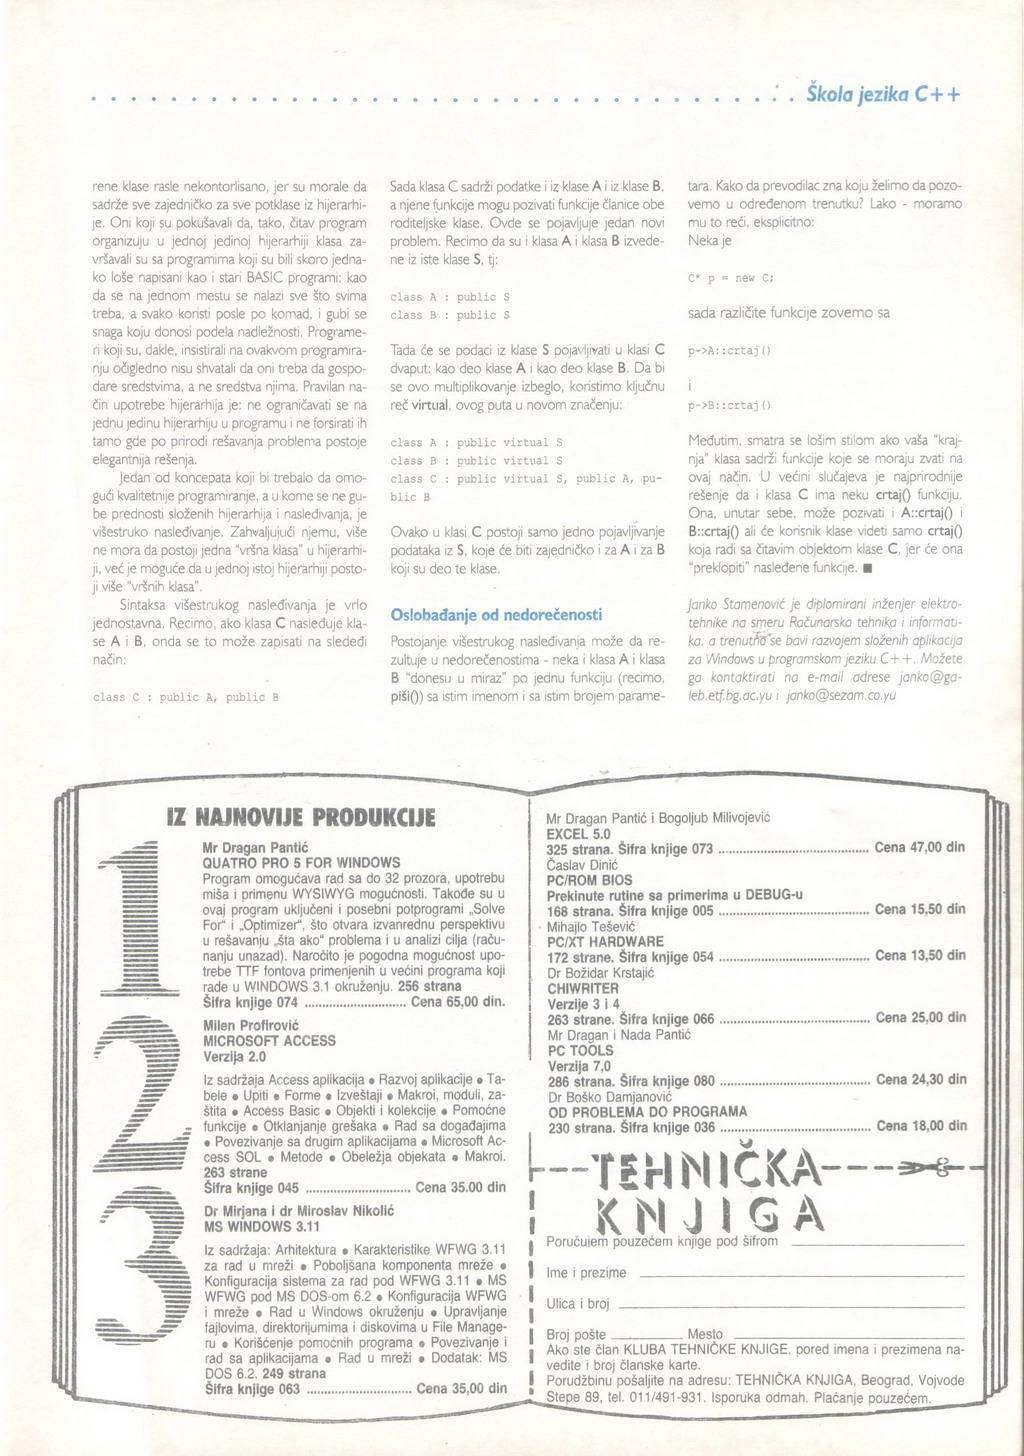 Škola jezika C++
rene klase rasle nekontorlisano, jer su morale da
sadrže sve zajedničko za sve potklase iz hijerarhi-
je. Oni koji su pokušavali da, tako, čitav program
organizuju u jednoj jedinoj hijerarhiji klasa za-
vršavali su sa programima koji su bili skoro jedna-
ko loše napisani kao i stari BASIC programi: kao
da se na jednom mestu se nalazi sve što svima
treba, a svako koristi posle po komad, i gubi se
snaga koju donosi podela nadležnosti. Programe-
ri koji su, dakle, insistirali na ovakvom programira-
nju očigledno nisu shvatali da oni treba da gospo-
dare sredstvima, a ne sredstva njima. Pravilan na-
čin upotrebe hijerarhija je: ne ograničavati se na
jednu jedinu hijerarhiju u programu i ne forsirati ih
tamo gde po prirodi rešavanja problema postoje
elegantnija rešenja.
Jedan od koncepata koji bi trebalo da omo-
gući kvalitetnije programiranje, a u kome se ne gu-
be prednosti složenih hijerarhija i nasleđivanja, je
višestruko nasleđivanje. Zahvaljujući njemu, više
ne mora da postoji jedna "vršna klasa" u hijerarhi-
ji, već je moguće da u jednoj istoj hijerarhiji posto-
ji više "vršnih klasa".
Sintaksa višestrukog nasleđivanja je vrlo
jednostavna. Recimo, ako klasa C nasleđuje kla-
se A i B, onda se to može zapisati na sledeđi
način:
class C : public A, public B
Sada klasa C sadrži podatke i iz klase A i iz klase B,
a njene funkcije mogu pozivati funkcije članice obe
roditeljske klase. Ovde se pojavljuje jedan novi
problem. Recimo da su i klasa A i klasa B izvede-
ne iz iste klase S, tj:
class A : public S
class B : public S
Tada će se podaci iz klase S pojavljivati u klasi C
dvaput: kao deo klase A i kao deo klase B. Da bi
se ovo multiplikovanje izbeglo, koristimo ključnu
reč virtual, ovog puta u novom značenju:
class A : public virtual S
class B : public virtual S
class C : public virtual S, public A, pu-
blic B
Ovako u klasi C postoji samo jedno pojavljivanje
podataka iz S, koje će biti zajedničko i za A i za B
koji su deo te klase.
Oslobađanje od nedorečenosti
Postojanje višestrukog nasleđivanja može da re-
zultuje u nedorečenostima - neka i klasa A i klasa
B "donesu u miraz" po jednu funkciju (recimo,
piši()) sa istim imenom i sa istim brojem parame-
tara. Kako da prevodilac zna koju želimo da pozo-
vemo u određenom trenutku? Lako - moramo
mu to reći, eksplicitno:
Neka je
C* p = new C;
sada različite funkcije zovemo sa
p->A::crtaj()
i
p->B::crtaj()
Međutim, smatra se lošim stilom ako vaša "kraj-
nja" klasa sadrži funkcije koje se moraju zvati na
ovaj način. U većini slučajeva je najprirodnije
rešenje da i klasa C ima neku crtaj() funkciju.
Ona, unutar sebe, može pozivati i A::crtaj() i
B::crtaj() ali će korisnik klase videti samo crtaj()
koja radi sa čitavim objektom klase C, jer će ona
"preklopiti" nasleđene funkcije. ■
Janko Stamenović je diplomirani inženjer elektro-
tehnike na smeru Računarska tehnika i informati-
ka, a trenutno se bavi razvojem složenih aplikacija
za Windows u programskom jeziku C++. Možete
ga kontaktirati na e-mail adrese janko@ga-
leb.etf.bg.ac.yu i janko@sezam.co.yu
IZ NAJNOVIJE PRODUKCIJE
1
Mr Dragan Pantić
QUATRO PRO 5 FOR WINDOWS
Program omogućava rad sa do 32 prozora, upotrebu
miša i primenu WYSIWYG mogućnosti. Takođe su u
ovaj program uključeni i posebni potprogrami „Solve
For“ i „Optimizer“, što otvara izvanrednu perspektivu
u rešavanju „šta ako“ problema i u analizi cilja (raču-
nanju unazad). Naročito je pogodna mogućnost upo-
trebe TTF fontova primenjenih u većini programa koji
rade u WINDOWS 3.1 okruženju. 256 strana
Šifra knjige 074 ............................ Cena 65,00 din.
2
Milen Profirović
MICROSOFT ACCESS
Verzija 2.0
Iz sadržaja Access aplikacija • Razvoj aplikacije • Ta-
bele • Upiti • Forme • Izveštaji • Makroi, moduli, za-
štita • Access Basic • Objekti i kolekcije • Pomoćne
funkcije • Otklanjanje grešaka • Rad sa događajima
• Povezivanje sa drugim aplikacijama • Microsoft Ac-
cess SOL • Metode • Obeležja objekata • Makroi.
263 strane
Šifra knjige 045 ............................ Cena 35.00 din
3
Dr Mirjana i dr Miroslav Nikolić
MS WINDOWS 3.11
Iz sadržaja: Arhitektura • Karakteristike WFWG 3.11
za rad u mreži • Poboljšana komponenta mreže •
Konfiguracija sistema za rad pod WFWG 3.11 • MS
WFWG pod MS DOS-om 6.2 • Konfiguracija WFWG
i mreže • Rad u Windows okruženju • Upravljanje
fajlovima, direktorijumima i diskovima u File Manage-
ru • Korišćenje pomoćnih programa • Povezivanje i
rad sa aplikacijama • Rad u mreži • Dodatak: MS
DOS 6.2. 249 strana
Šifra knjige 063 ............................ Cena 35,00 din
Mr Dragan Pantić i Bogoljub Milivojević
EXCEL 5.0
325 strana. Šifra knjige 073 ............................ Cena 47,00 din
Časlav Dinić
PC/ROM BIOS
Prekinute rutine sa primerima u DEBUG-u
168 strana. Šifra knjige 005 ............................ Cena 15,50 din
Mihajlo Tešević
PC/XT HARDWARE
172 strane. Šifra knjige 054 ............................ Cena 13,50 din
Dr Božidar Krstajić
CHIWRITER
Verzije 3 i 4
263 strane. Šifra knjige 066 ............................ Cena 25,00 din
Mr Dragan i Nada Pantić
PC TOOLS
Verzija 7,0
286 strana. Šifra knjige 080 ............................ Cena 24,30 din
Dr Boško Damjanović
OD PROBLEMA DO PROGRAMA
230 strana. Šifra knjige 036 ............................ Cena 18,00 din
TEHNIČKA
KNJIGA
Poručujem pouzećem knjige pod šifrom
Ime i prezime
Ulica i broj
Broj pošte Mesto
Ako ste član KLUBA TEHNIČKE KNJIGE, pored imena i prezimena na-
vedite i broj članske karte.
Porudžbinu pošaljite na adresu: TEHNIČKA KNJIGA, Beograd, Vojvode
Stepe 89, tel. 011/491-931. Isporuka odmah. Plaćanje pouzećem.